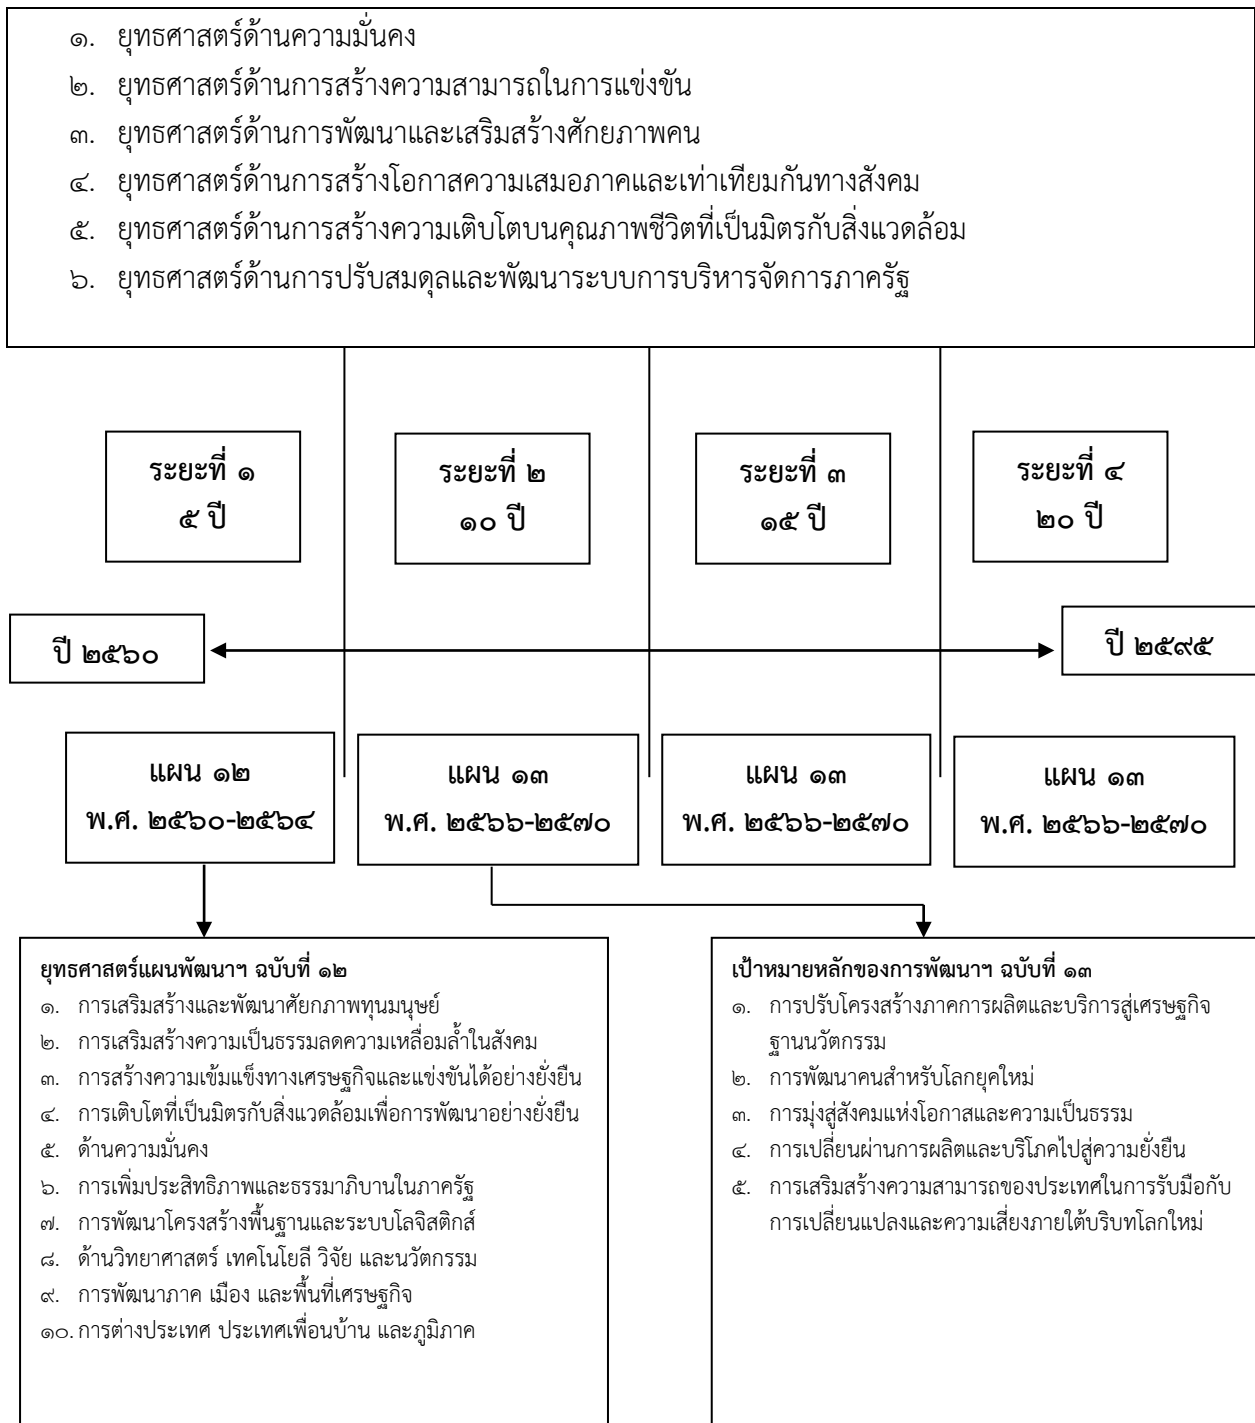 ๑. ยุทธศาสตร์ด้านความมั่นคง
๒. ยุทธศาสตร์ด้านการสร้างความสามารถในการแข่งขัน
๓. ยุทธศาสตร์ด้านการพัฒนาและเสริมสร้างศักยภาพคน
๔. ยุทธศาสตร์ด้านการสร้างโอกาสความเสมอภาคและเท่าเทียมกันทางสังคม
๕. ยุทธศาสตร์ด้านการสร้างความเติบโตบนคุณภาพชีวิตที่เป็นมิตรกับสิ่งแวดล้อม
๖. ยุทธศาสตร์ด้านการปรับสมดุลและพัฒนาระบบการบริหารจัดการภาครัฐ
ระยะที่ ๑
๕ ปี
ระยะที่ ๒
๑๐ ปี
ระยะที่ ๓
๑๕ ปี
ระยะที่ ๔
๒๐ ปี
ปี ๒๕๖๐
ปี ๒๕๙๕
แผน ๑๒
พ.ศ. ๒๕๖๐-๒๕๖๔
แผน ๑๓
พ.ศ. ๒๕๖๖-๒๕๗๐
แผน ๑๓
พ.ศ. ๒๕๖๖-๒๕๗๐
แผน ๑๓
พ.ศ. ๒๕๖๖-๒๕๗๐
ยุทธศาสตร์แผนพัฒนาฯ ฉบับที่ ๑๒
๑. การเสริมสร้างและพัฒนาศัยกภาพทุนมนุษย์
๒. การเสริมสร้างความเป็นธรรมลดความเหลื่อมล้ำในสังคม
๓. การสร้างความเข้มแข็งทางเศรษฐกิจและแข่งขันได้อย่างยั่งยืน
๔. การเติบโตที่เป็นมิตรกับสิ่งแวดล้อมเพื่อการพัฒนาอย่างยั่งยืน
๕. ด้านความมั่นคง
๖. การเพิ่มประสิทธิภาพและธรรมาภิบานในภาครัฐ
๗. การพัฒนาโครงสร้างพื้นฐานและระบบโลจิสติกส์
๘. ด้านวิทยาศาสตร์ เทคโนโยลี วิจัย และนวัตกรรม
๙. การพัฒนาภาค เมือง และพื้นที่เศรษฐกิจ
๑๐. การต่างประเทศ ประเทศเพื่อนบ้าน และภูมิภาค
เป้าหมายหลักของการพัฒนาฯ ฉบับที่ ๑๓
๑. การปรับโครงสร้างภาคการผลิตและบริการสู่เศรษฐกิจ
ฐานนวัตกรรม
๒. การพัฒนาคนสำหรับโลกยุคใหม่
๓. การมุ่งสู่สังคมแห่งโอกาสและความเป็นธรรม
๔. การเปลี่ยนผ่านการผลิตและบริโภคไปสู่ความยั่งยืน
๕. การเสริมสร้างความสามารถของประเทศในการรับมือกับ
การเปลี่ยนแปลงและความเสี่ยงภายใต้บริบทโลกใหม่